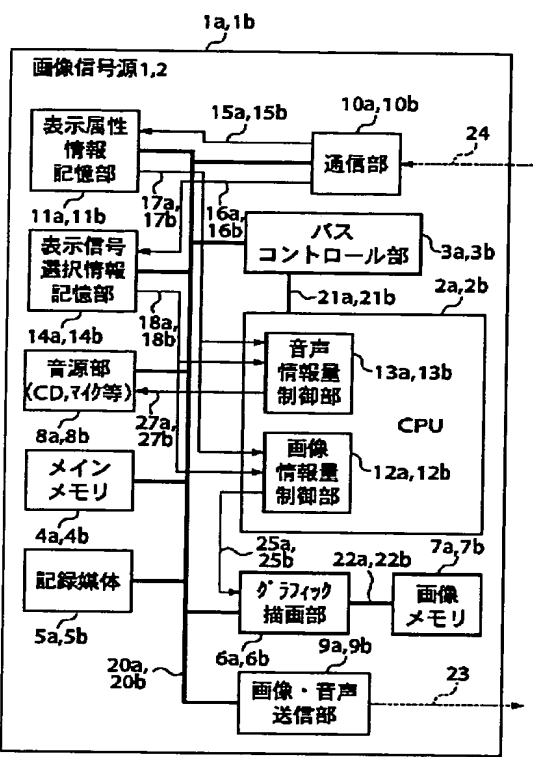 1a,1b
画像信号源1,2
表示属性
情報
記憶部
11a,11b
15a,15b
10a,10b
通信部
24
17a,
17b
16a,
16b
バス
コントロール部
3a,3b
表示信号
選択情報
記憶部
14a,14b
18a,
18b
21a,21b
2a,2b
音声
情報量
制御部
13a,13b
CPU
音源部
(CD,マイク等)
8a,8b
27a,
27b
画像
情報量
制御部
12a,12b
メイン
メモリ
4a,4b
25a,
25b
22a,22b
7a,7b
記録媒体
5a,5b
グラフィック
描画部
6a,6b
画像
メモリ
20a,
20b
9a,9b
画像・音声
送信部
23